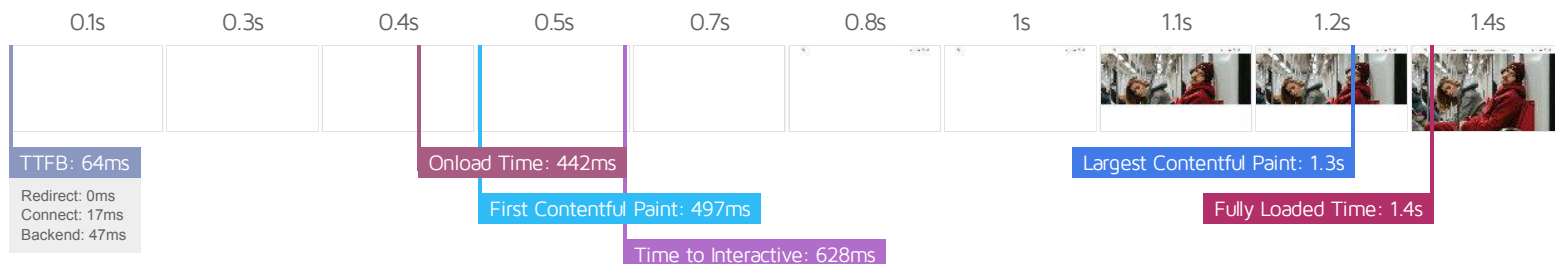 0.1s 0.3s 0.4s 0.5s 0.7s 0.8s 1s 1.1s 1.2s 1.4s
TTFB: 64ms
Onload Time: 442ms
Largest Contentful Paint: 1.3s
Redirect: 0ms
Connect: 17ms
Backend: 47ms
First Contentful Paint: 497ms
Fully Loaded Time: 1.4s
Time to Interactive: 628ms